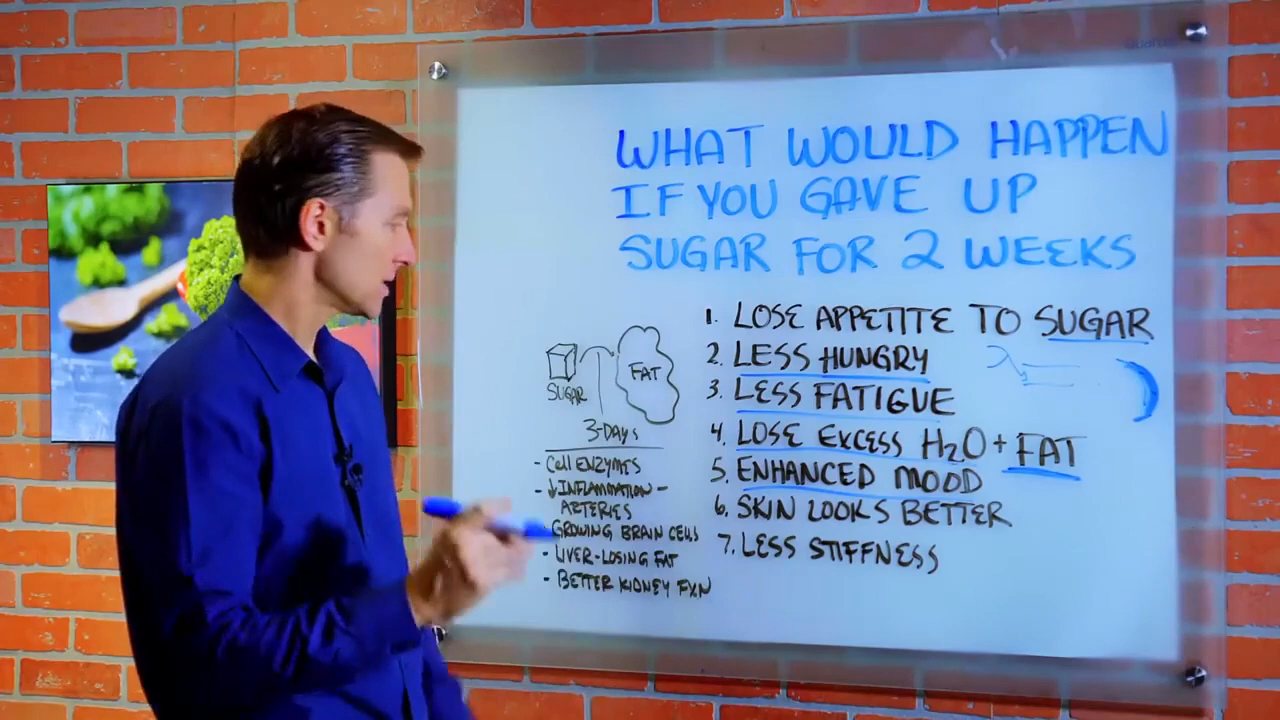 WHAT WOULD HAPPEN
IF YOU GAVE UP
SUGAR FOR 2 WEEKS
1. LOSE APPETITE TO SUGAR
2. LESS HUNGRY
3. LESS FATIGUE
4. LOSE EXCESS H2O + FAT
5. ENHANCED MOOD
6. SKIN LOOKS BETTER
7. LESS STIFFNESS
SUGAR
FAT
3-DAYS
- CELL ENZYMES
- ↓ INFLAMMATION -
ARTERIES
GROWING BRAIN CELLS
- LIVER-LOSING FAT
- BETTER KIDNEY FXN